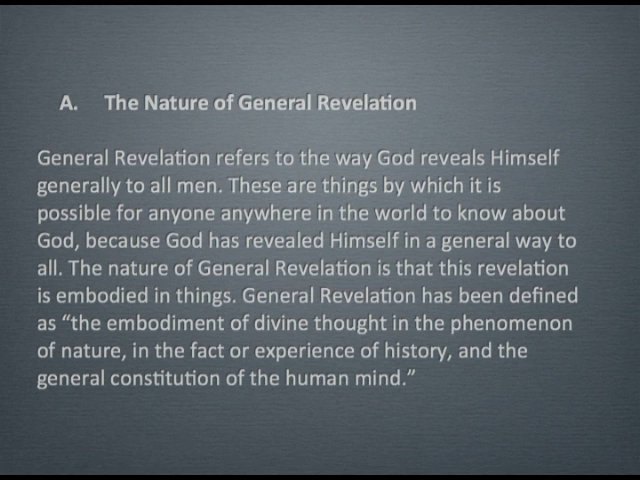 A. The Nature of General Revelation
General Revelation refers to the way God reveals Himself
generally to all men. These are things by which it is
possible for anyone anywhere in the world to know about
God, because God has revealed Himself in a general way to
all. The nature of General Revelation is that this revelation
is embodied in things. General Revelation has been defined
as “the embodiment of divine thought in the phenomenon
of nature, in the fact or experience of history, and the
general constitution of the human mind.”